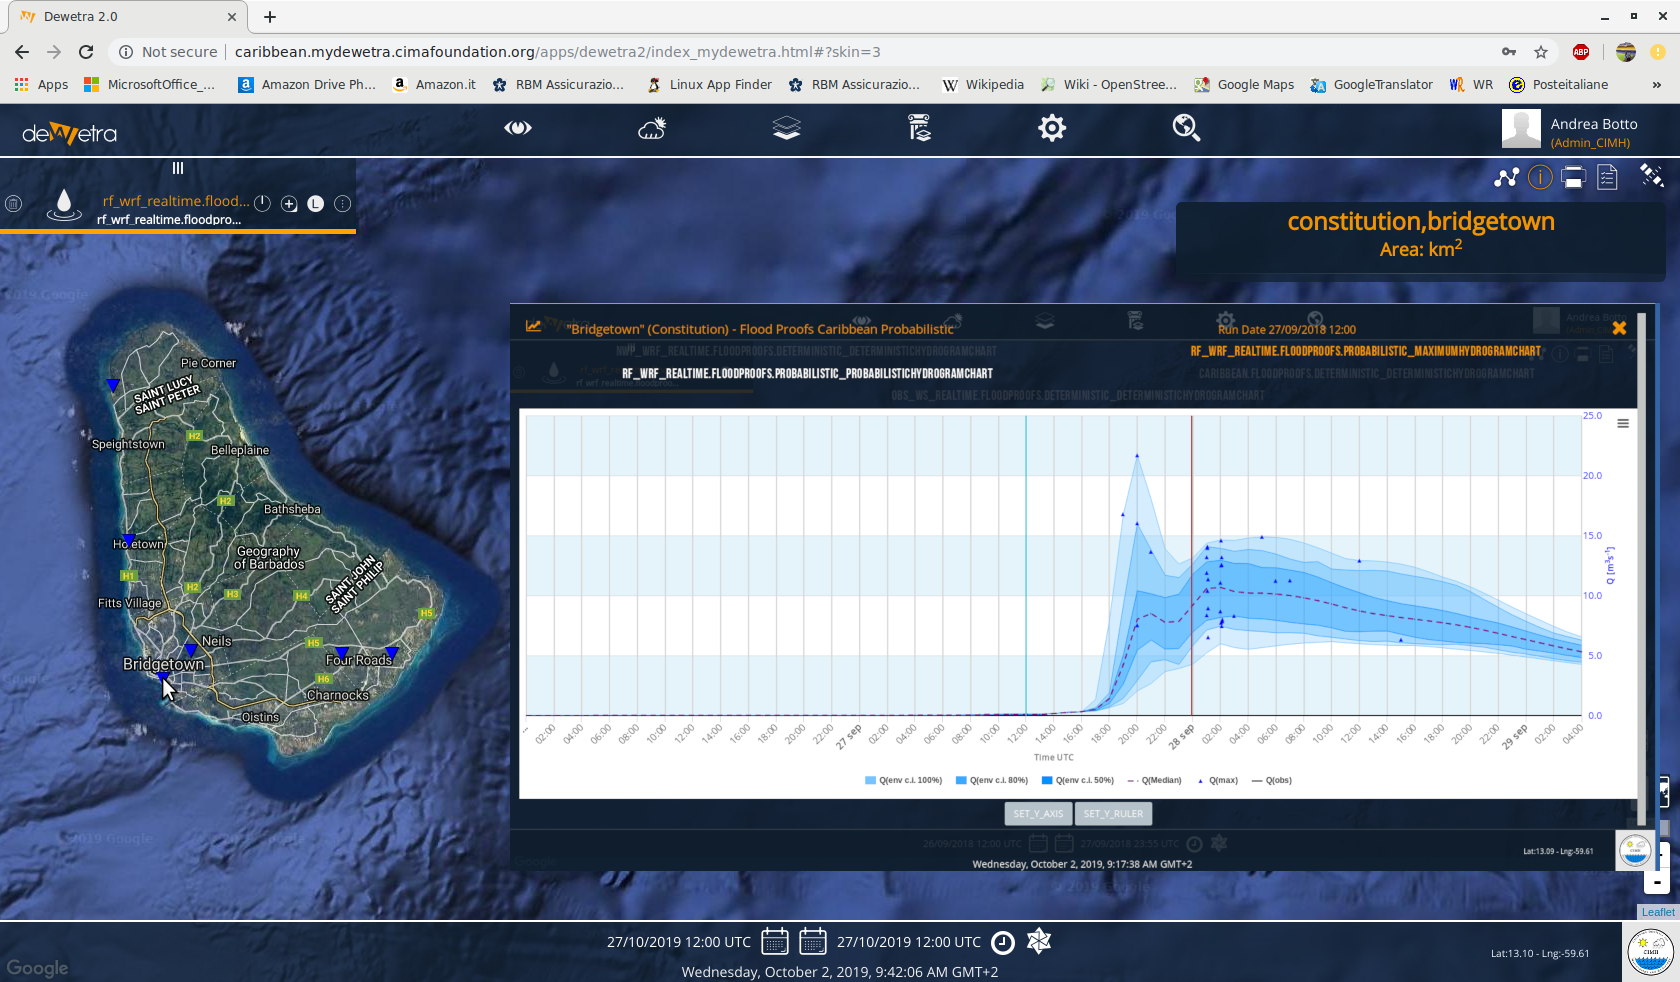 Dewetra 2.0
Not secure caribbean.mydewetra.cimafoundation.org/apps/dewetra2/index_mydewetra.html#?skin=3
Apps MicrosoftOffice_... Amazon Drive Ph... Amazon.it RBM Assicurazio... Linux App Finder RBM Assicurazio... Wikipedia Wiki - OpenStree... Google Maps GoogleTranslator WR Posteitaliane »
dewetra
Andrea Botto
(Admin_CIMH)
rf_wrf_realtime.flood...
rf_wrf_realtime.floodpro...
constitution,bridgetown
Area: km2
"Bridgetown" (Constitution) - Flood Proofs Caribbean Probabilistic
Run Date 27/09/2018 12:00
NWP_WRF_REALTIME.FLOODPROOFS.DETERMINISTIC_DETERMINISTICHYDROGRAMCHART
RF_WRF_REALTIME.FLOODPROOFS.PROBABILISTIC_MAXIMUMHYDROGRAMCHART
RF_WRF_REALTIME.FLOODPROOFS.PROBABILISTIC_PROBABILISTICHYDROGRAMCHART
CARIBBEAN.FLOODPROOFS.DETERMINISTIC_DETERMINISTICHYDROGRAMCHART
OBS_WS_REALTIME.FLOODPROOFS.DETERMINISTIC_DETERMINISTICHYDROGRAMCHART
25.0
20.0
15.0
10.0
5.0
0.0
Q [m3s-1]
... 02:00 04:00 06:00 08:00 10:00 12:00 14:00 16:00 18:00 20:00 22:00 27 sep 02:00 04:00 06:00 08:00 10:00 12:00 14:00 16:00 18:00 20:00 22:00 28 sep 02:00 04:00 06:00 08:00 10:00 12:00 14:00 16:00 18:00 20:00 22:00 29 sep 02:00 04:00
Time UTC
Q(env c.i. 100%) Q(env c.i. 80%) Q(env c.i. 50%) Q(Median) Q(max) Q(obs)
SET_Y_AXIS SET_Y_RULER
26/09/2018 12:00 UTC 27/09/2018 23:55 UTC
Wednesday, October 2, 2019, 9:17:38 AM GMT+2
Lat:13.09 - Lng:-59.61
Pie Corner
SAINT LUCY
SAINT PETER
H2
Speightstown
Belleplaine
H2
Bathsheba
Holetown
Geography
of Barbados
SAINT JOHN
SAINT PHILIP
H1
H2
H3
H4
Fitts Village
H5
Neils
H5
Bridgetown
Four Roads
H6
Charnocks
Oistins
-
Leaflet
Google
27/10/2019 12:00 UTC 27/10/2019 12:00 UTC
Wednesday, October 2, 2019, 9:42:06 AM GMT+2
Lat:13.10 - Lng:-59.61
CIMH